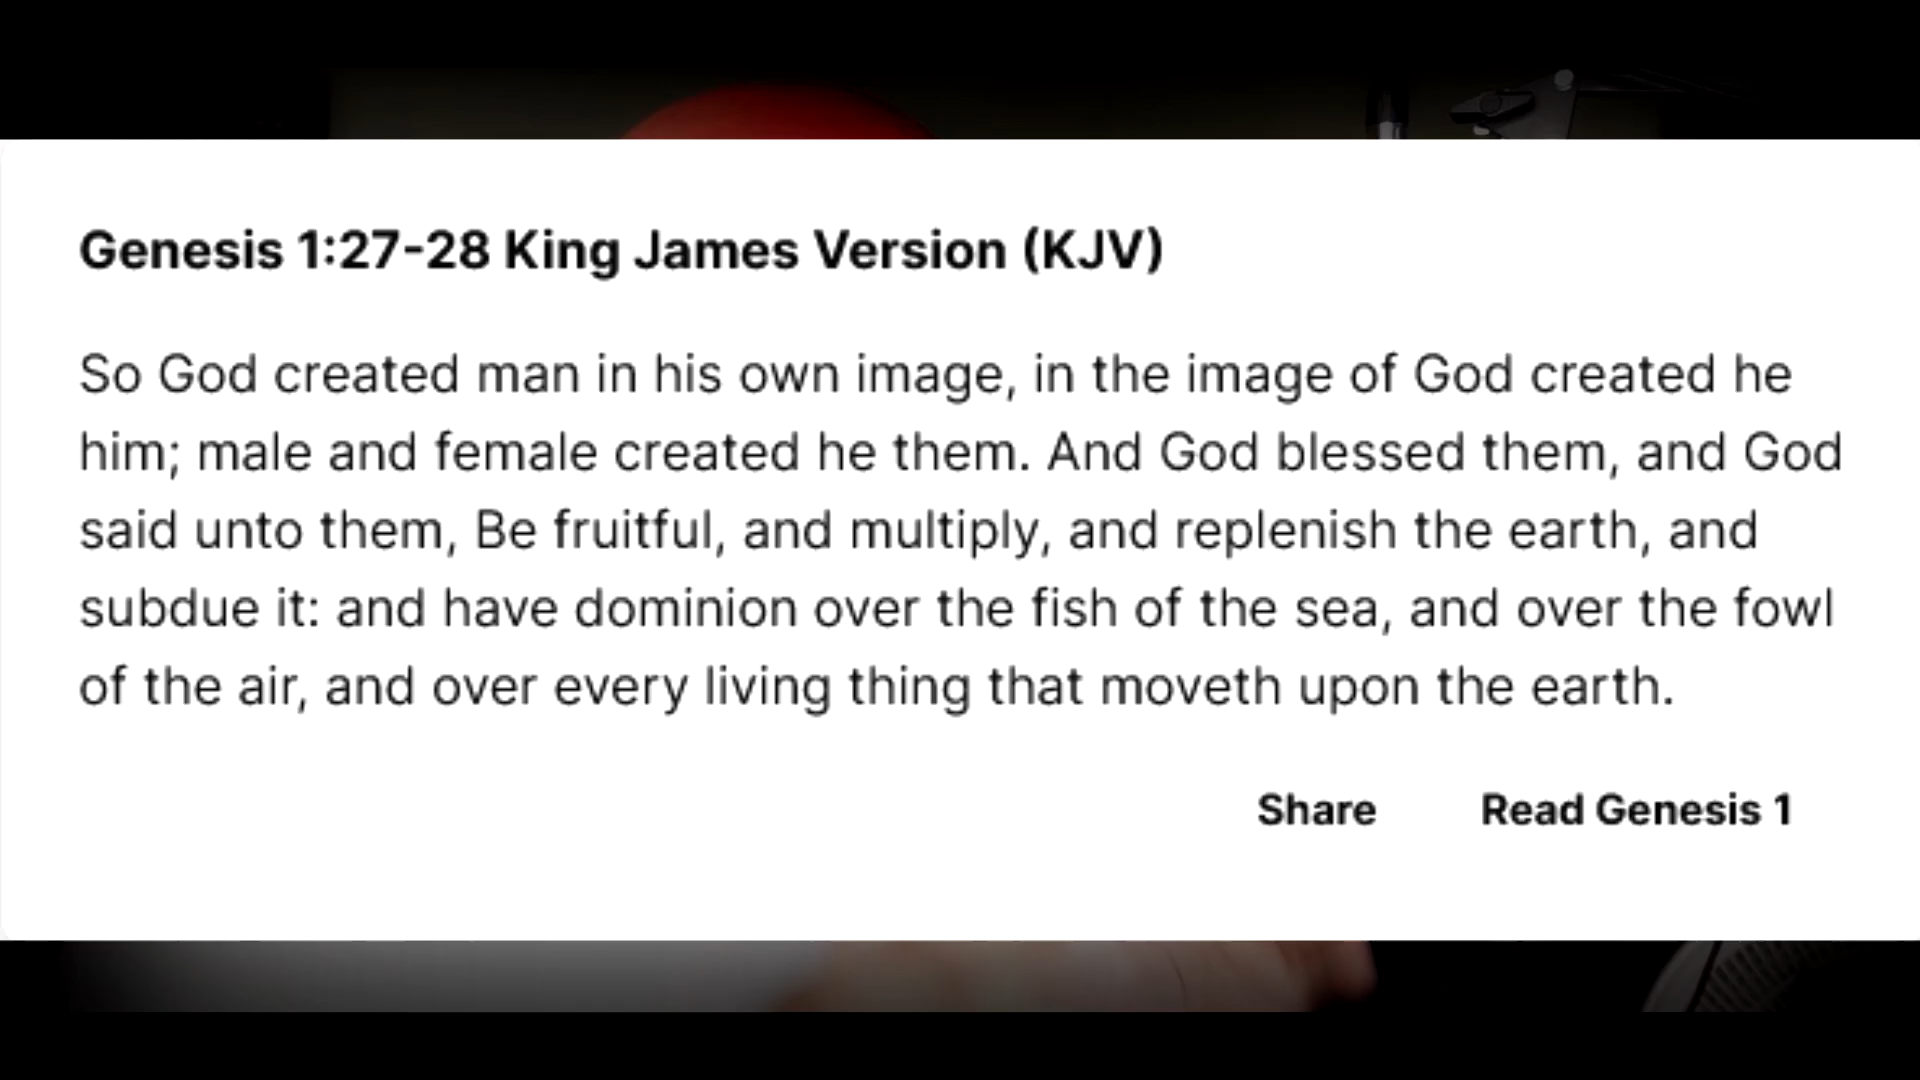 Genesis 1:27-28 King James Version (KJV)
So God created man in his own image, in the image of God created he
him; male and female created he them. And God blessed them, and God
said unto them, Be fruitful, and multiply, and replenish the earth, and
subdue it: and have dominion over the fish of the sea, and over the fowl
of the air, and over every living thing that moveth upon the earth.
Share Read Genesis 1